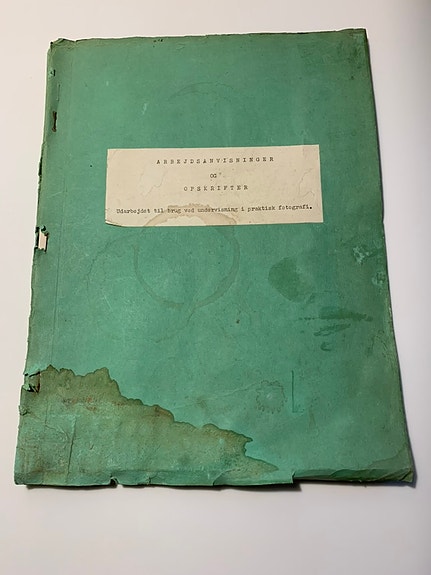 ARBEJDSANVISNINGER
OG
OPSKRIFTER
Udarbejdet til brug ved undervisning i praktisk fotografi.